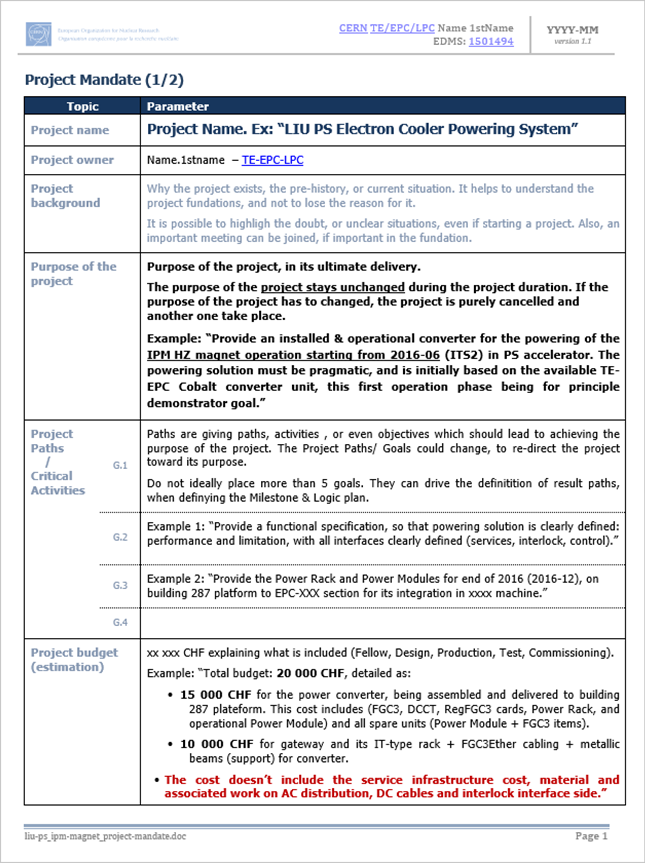 European Organization for Nuclear Research
Organisation européenne pour la recherche nucléaire
CERN TE/EPC/LPC Name 1stName
EDMS: 1501494
YYYY-MM
version 1.1
Project Mandate (1/2)
Topic Parameter
Project name Project Name. Ex: “LIU PS Electron Cooler Powering System”
Project owner Name.1stname – TE-EPC-LPC
Project
background
Why the project exists, the pre-history, or current situation. It helps to understand the
project fundations, and not to lose the reason for it.
It is possible to highligh the doubt, or unclear situations, even if starting a project. Also, an
important meeting can be joined, if important in the fundation.
Purpose of the
project
Purpose of the project, in its ultimate delivery.
The purpose of the project stays unchanged during the project duration. If the
purpose of the project has to changed, the project is purely cancelled and
another one take place.
Example: “Provide an installed & operational converter for the powering of the
IPM HZ magnet operation starting from 2016-06 (ITS2) in PS accelerator. The
powering solution must be pragmatic, and is initially based on the available TE-
EPC Cobalt converter unit, this first operation phase being for principle
demonstrator goal.”
Project
Paths
/
Critical
Activities
G.1
Paths are giving paths, activities , or even objectives which should lead to achieving the
purpose of the project. The Project Paths/ Goals could change, to re-direct the project
toward its purpose.
Do not ideally place more than 5 goals. They can drive the definitition of result paths,
when definying the Milestone & Logic plan.
G.2
Example 1: “Provide a functional specification, so that powering solution is clearly defined:
performance and limitation, with all interfaces clearly defined (services, interlock, control).”
G.3
Example 2: “Provide the Power Rack and Power Modules for end of 2016 (2016-12), on
building 287 platform to EPC-XXX section for its integration in xxxx machine.”
G.4
Project budget
(estimation)
xx xxx CHF explaining what is included (Fellow, Design, Production, Test, Commissioning).
Example: “Total budget: 20 000 CHF, detailed as:
• 15 000 CHF for the power converter, being assembled and delivered to building
287 plateform. This cost includes (FGC3, DCCT, RegFGC3 cards, Power Rack, and
operational Power Module) and all spare units (Power Module + FGC3 items).
• 10 000 CHF for gateway and its IT-type rack + FGC3Ether cabling + metallic
beams (support) for converter.
• The cost doesn’t include the service infrastructure cost, material and
associated work on AC distribution, DC cables and interlock interface side.”
liu-ps_ipm-magnet_project-mandate.doc
Page 1